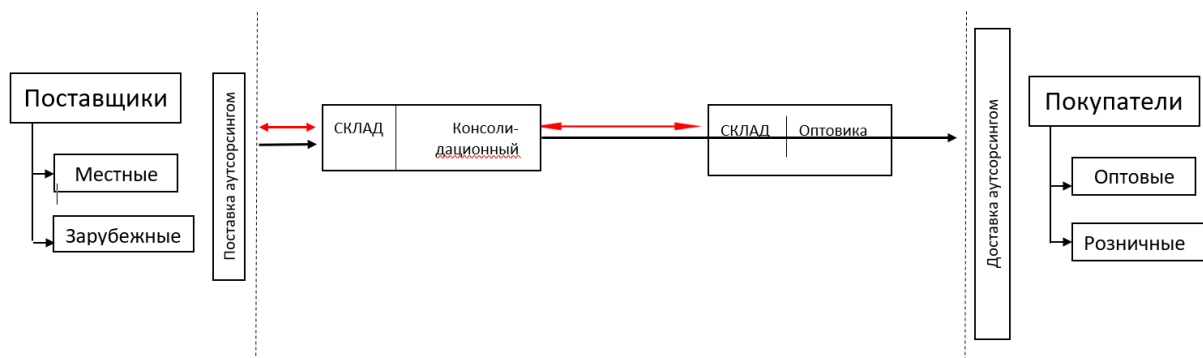 Поставщики
Местные
Зарубежные
Поставка аутсорсингом
СКЛАД
Консоли-
дационный
СКЛАД
Оптовика
Доставка аутсорсингом
Покупатели
Оптовые
Розничные